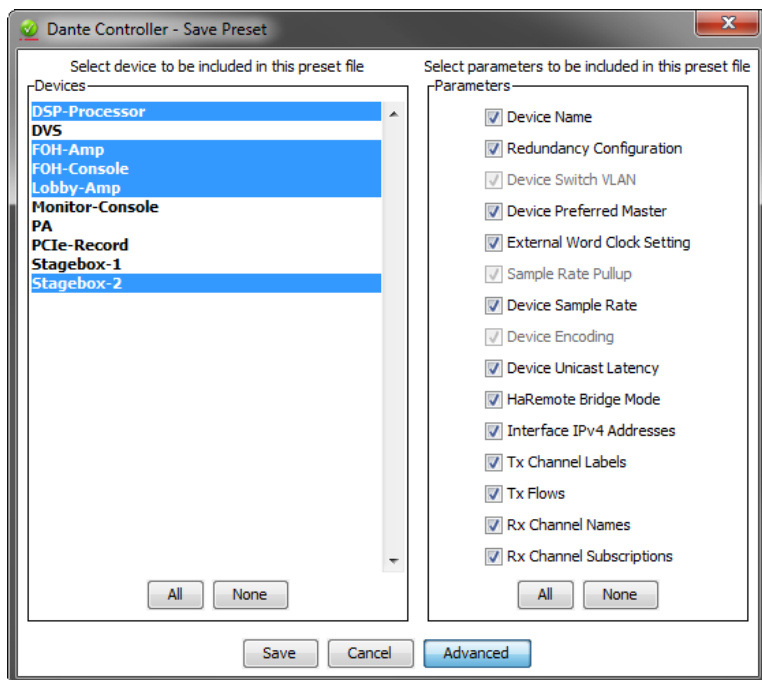 Dante Controller - Save Preset
x
Select device to be included in this preset file
Devices
DSP-Processor
DVS
FOH-Amp
FOH-Console
Lobby-Amp
Monitor-Console
PA
PCIe-Record
Stagebox-1
Stagebox-2
All
None
Select parameters to be included in this preset file
Parameters
Device Name
Redundancy Configuration
Device Switch VLAN
Device Preferred Master
External Word Clock Setting
Sample Rate Pullup
Device Sample Rate
Device Encoding
Device Unicast Latency
HaRemote Bridge Mode
Interface IPv4 Addresses
Tx Channel Labels
Tx Flows
Rx Channel Names
Rx Channel Subscriptions
All
None
Save
Cancel
Advanced